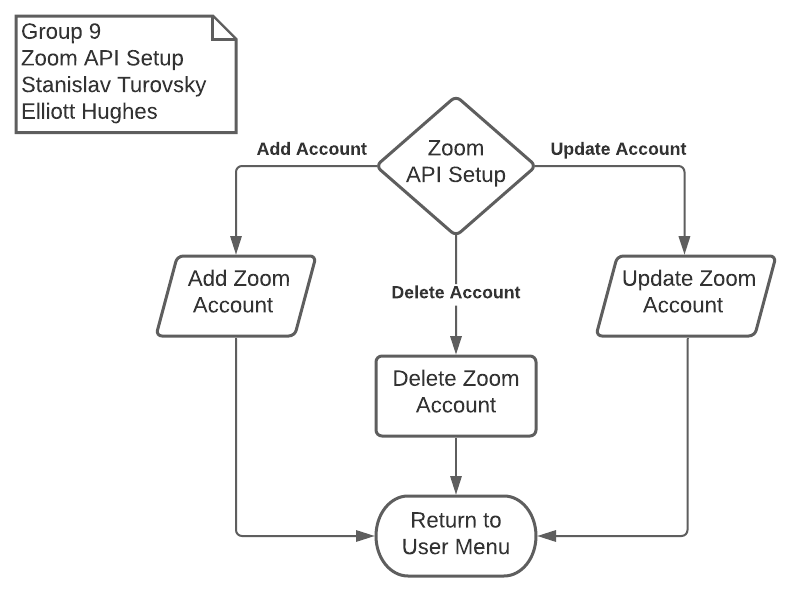 Group 9
Zoom API Setup
Stanislav Turovsky
Elliott Hughes
Zoom
API Setup
Add Account
Update Account
Add Zoom
Account
Delete Account
Update Zoom
Account
Delete Zoom
Account
Return to
User Menu